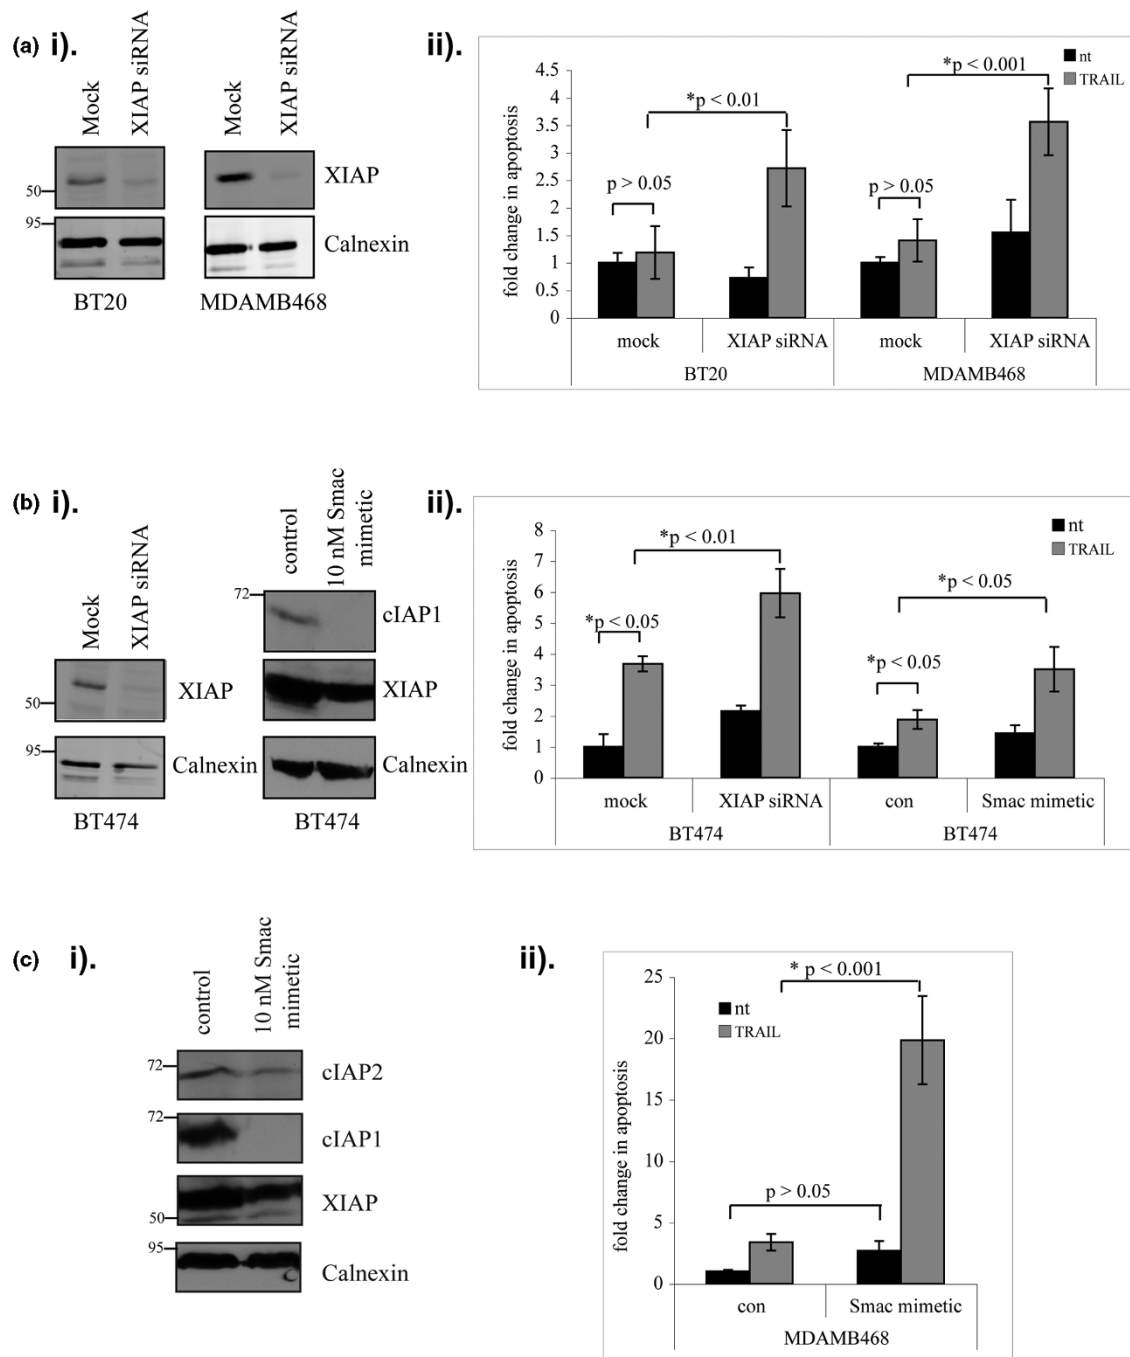 (a) i).
Mock
XIAP siRNA
Mock
XIAP siRNA
50
XIAP
95
Calnexin
BT20
MDAMB468
ii).
nt
TRAIL
fold change in apoptosis
4.5
4
3.5
3
2.5
2
1.5
1
0.5
0
p > 0.05
*p < 0.01
p > 0.05
*p < 0.001
mock
XIAP siRNA
mock
XIAP siRNA
BT20
MDAMB468
(b) i).
Mock
XIAP siRNA
50
XIAP
95
Calnexin
BT474
control
10 nM Smac
mimetic
72
cIAP1
XIAP
Calnexin
BT474
ii).
nt
TRAIL
fold change in apoptosis
8
7
6
5
4
3
2
1
0
*p < 0.05
*p < 0.01
*p < 0.05
*p < 0.05
mock
XIAP siRNA
con
Smac mimetic
BT474
BT474
(c) i).
control
10 nM Smac
mimetic
72
cIAP2
72
cIAP1
XIAP
50
95
Calnexin
ii).
nt
TRAIL
fold change in apoptosis
25
20
15
10
5
0
* p < 0.001
p > 0.05
con
Smac mimetic
MDAMB468